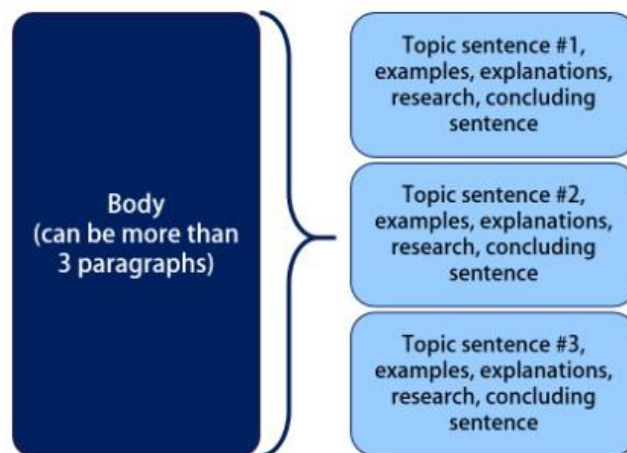 Body
(can be more than
3 paragraphs)
Topic sentence #1,
examples, explanations,
research, concluding
sentence
Topic sentence #2,
examples, explanations,
research, concluding
sentence
Topic sentence #3,
examples, explanations,
research, concluding
sentence